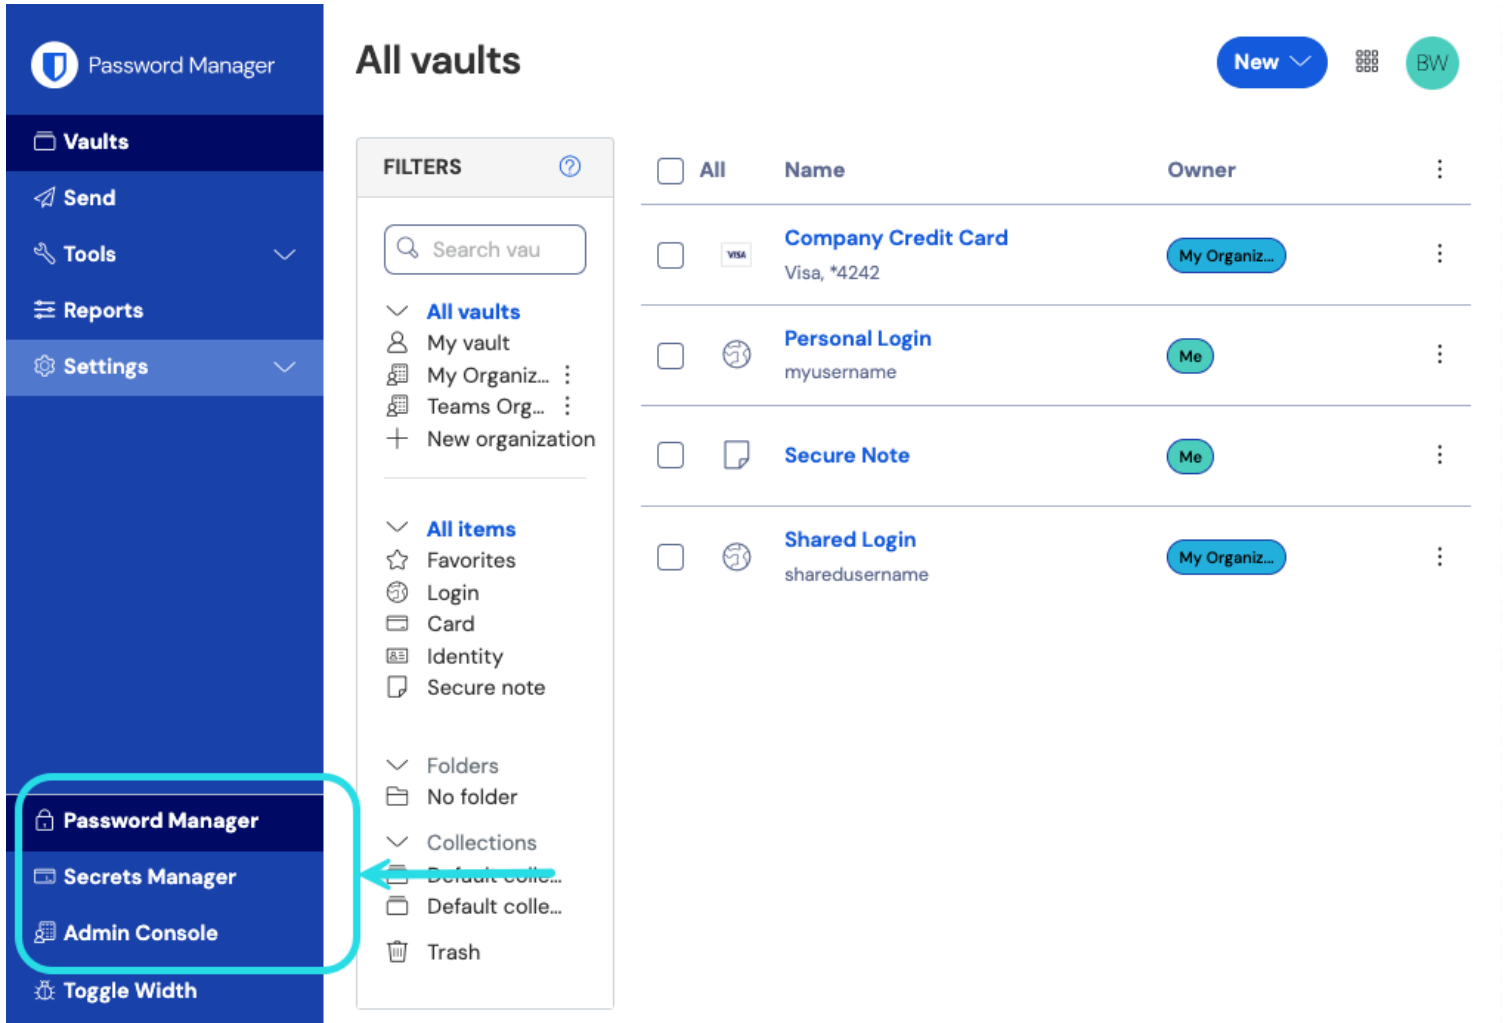 Password Manager
Vaults
Send
Tools
Reports
Settings
Password Manager
Secrets Manager
Admin Console
Toggle Width
All vaults
New
BW
FILTERS
?
Search vau
All vaults
My vault
My Organiz...
Teams Org...
New organization
All items
Favorites
Login
Card
Identity
Secure note
Folders
No folder
Collections
Default colle...
Default colle...
Trash
All Name Owner
VISA
Company Credit Card
Visa, *4242
My Organiz...
Personal Login
myusername
Me
Secure Note
Me
Shared Login
sharedusername
My Organiz...